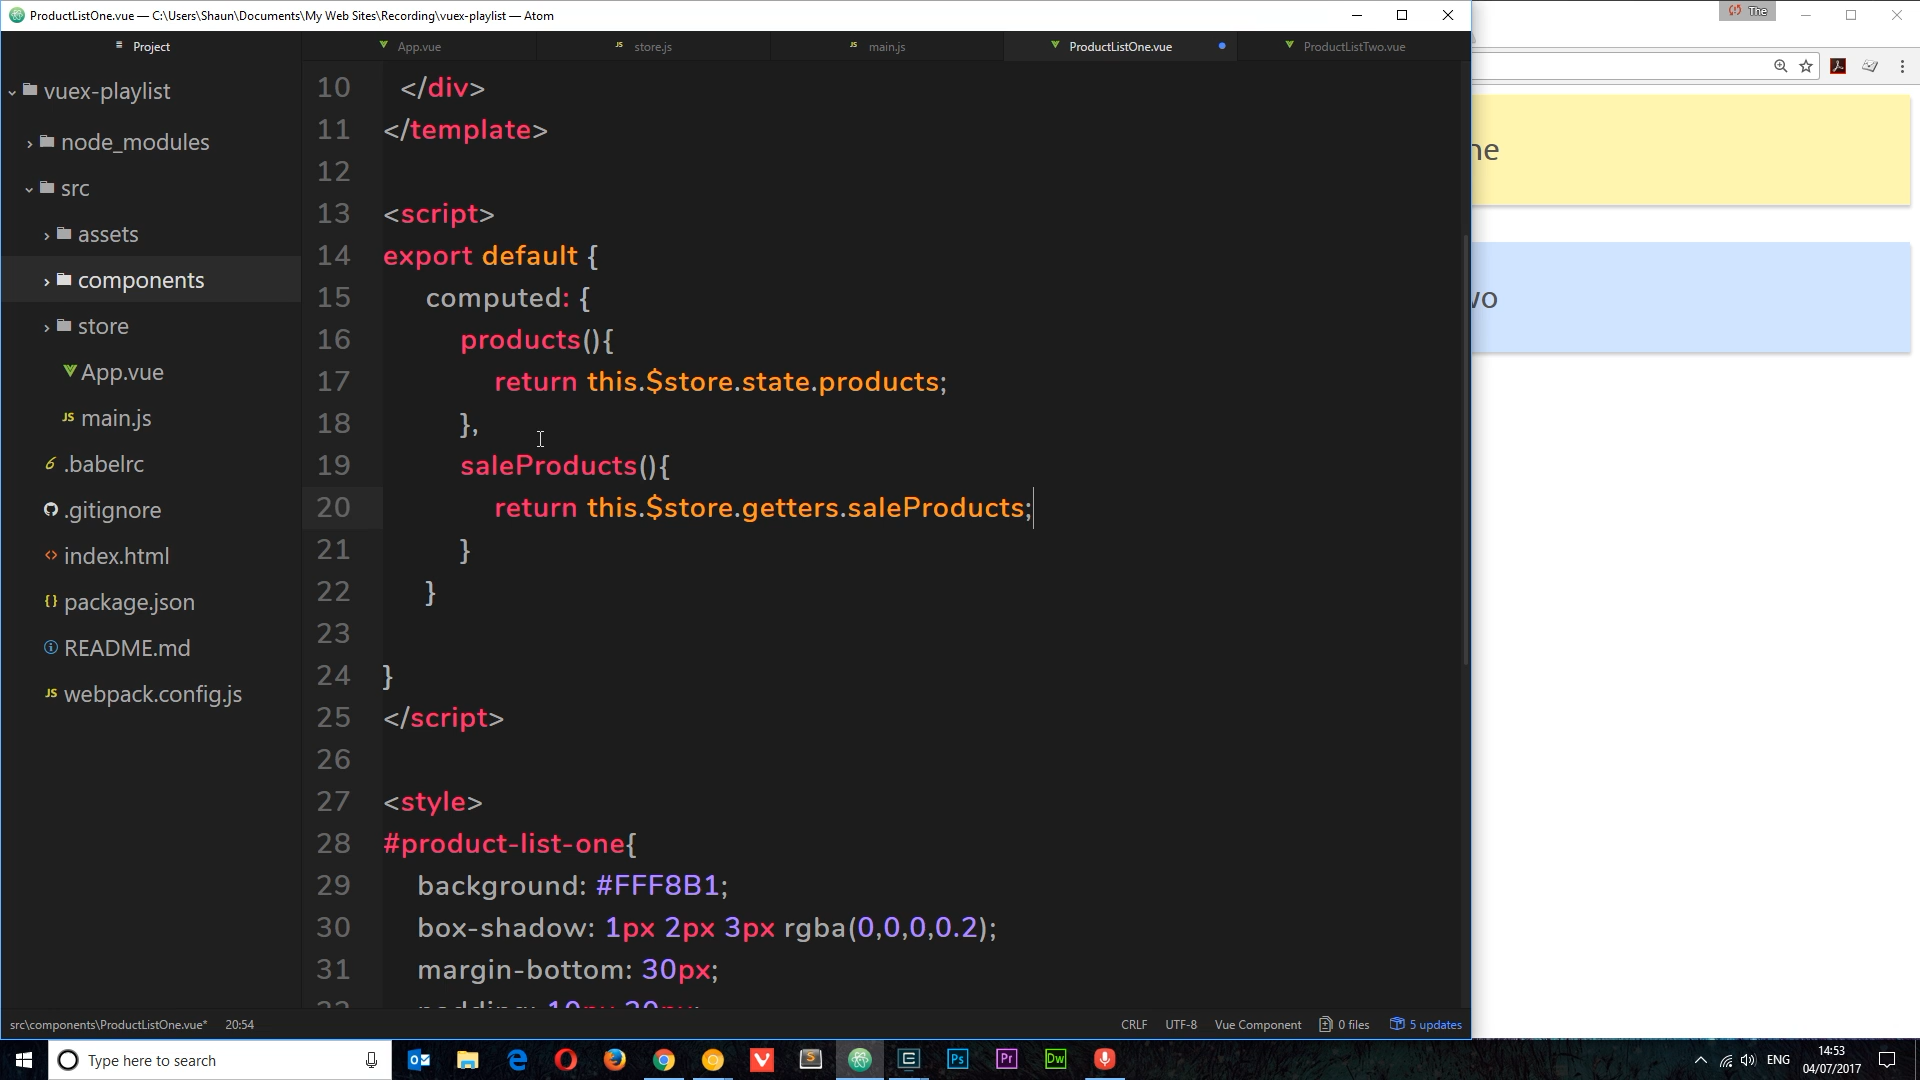 ProductListOne.vue — C:\Users\Shaun\Documents\My Web Sites\Recording\vuex-playlist — Atom
The
Project
App.vue
store.js
main.js
ProductListOne.vue
ProductListTwo.vue
vuex-playlist
node_modules
src
assets
components
store
App.vue
JS main.js
.babelrc
.gitignore
index.html
package.json
README.md
JS webpack.config.js
10 </div>
11 </template>
12
13 <script>
14 export default {
15 computed: {
16 products(){
17 return this.$store.state.products;
18 },
19 saleProducts(){
20 return this.$store.getters.saleProducts;
21 }
22 }
23
24 }
25 </script>
26
27 <style>
28 #product-list-one{
29 background: #FFF8B1;
30 box-shadow: 1px 2px 3px rgba(0,0,0,0.2);
31 margin-bottom: 30px;
ne
wo
src\components\ProductListOne.vue* 20:54
CRLF UTF-8 Vue Component 0 files 5 updates
Type here to search
Ps Pr Dw
ENG
14:53
04/07/2017